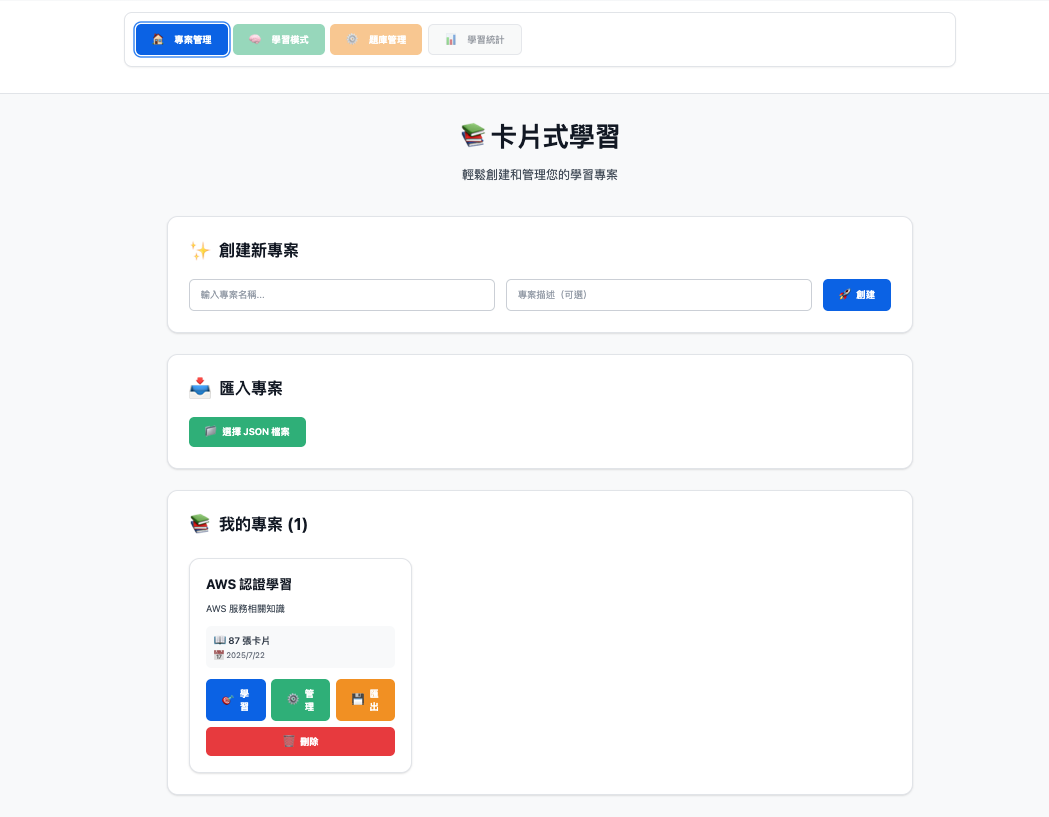 專案管理
學習模式
題庫管理
學習統計
卡片式學習
輕鬆創建和管理您的學習專案
創建新專案
輸入專案名稱...
專案描述（可選）
創建
匯入專案
選擇 JSON 檔案
我的專案 (1)
AWS 認證學習
AWS 服務相關知識
87 張卡片
2025/7/22
學習
管理
匯出
刪除